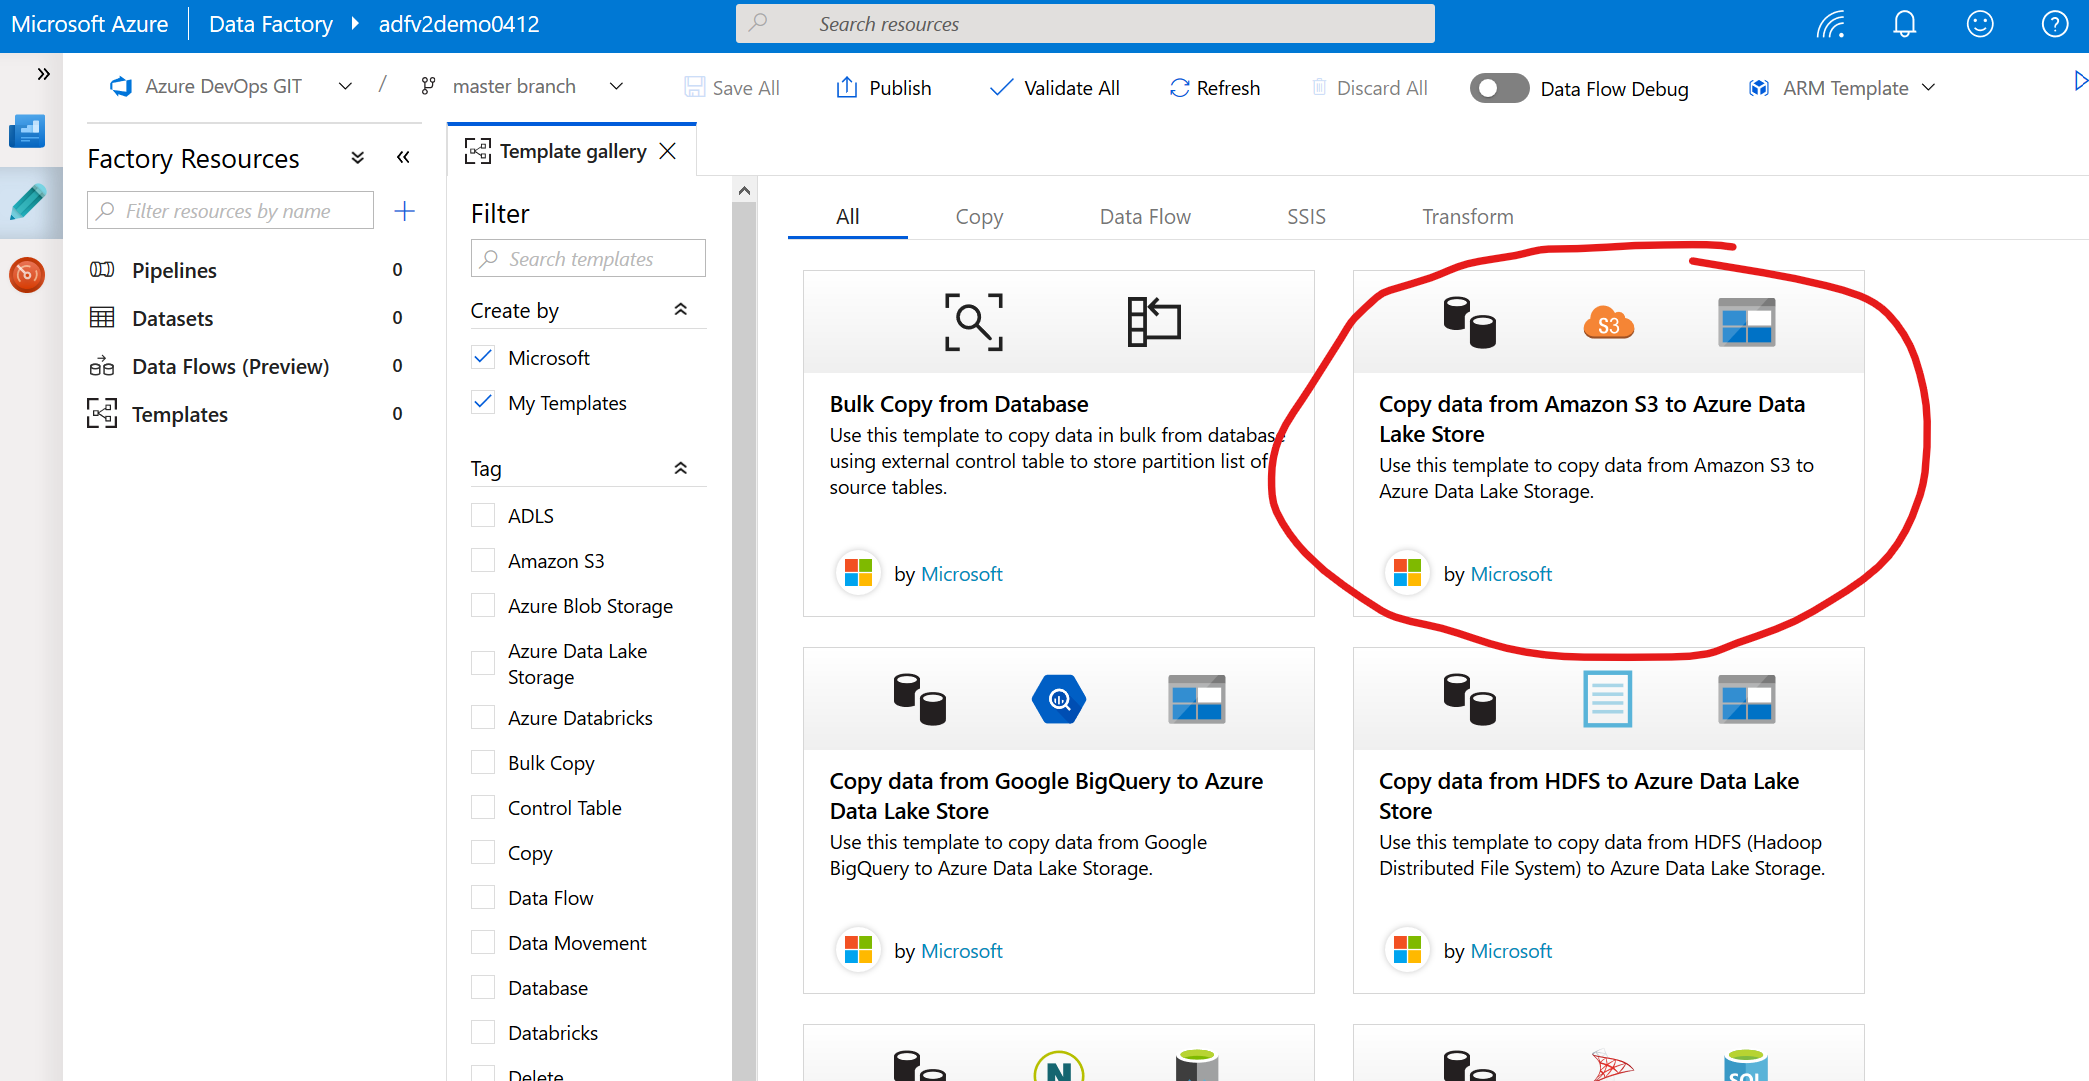 Microsoft Azure
Data Factory
adfv2demo0412
Search resources
Azure DevOps GIT
/
master branch
Save All
Publish
Validate All
Refresh
Discard All
Data Flow Debug
ARM Template
Factory Resources
Filter resources by name
Pipelines 0
Datasets 0
Data Flows (Preview) 0
Templates 0
Template gallery
Filter
Search templates
Create by
Microsoft
My Templates
Tag
ADLS
Amazon S3
Azure Blob Storage
Azure Data Lake
Storage
Azure Databricks
Bulk Copy
Control Table
Copy
Data Flow
Data Movement
Database
Databricks
Delete
All
Copy
Data Flow
SSIS
Transform
Bulk Copy from Database
Use this template to copy data in bulk from database
using external control table to store partition list of
source tables.
by Microsoft
S3
Copy data from Amazon S3 to Azure Data
Lake Store
Use this template to copy data from Amazon S3 to
Azure Data Lake Storage.
by Microsoft
Copy data from Google BigQuery to Azure
Data Lake Store
Use this template to copy data from Google
BigQuery to Azure Data Lake Storage.
by Microsoft
Copy data from HDFS to Azure Data Lake
Store
Use this template to copy data from HDFS (Hadoop
Distributed File System) to Azure Data Lake Storage.
by Microsoft
N
SQL